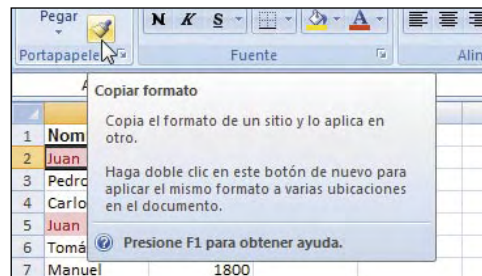 Pegar
N K S A
Portapapele Fuente Alin
Copiar formato
Copia el formato de un sitio y lo aplica en
otro.
Haga doble clic en este botón de nuevo para
aplicar el mismo formato a varias ubicaciones
en el documento.
Presione F1 para obtener ayuda.
1 Nom
2 Juan
3 Pedro
4 Carlo
5 Juan
6 Tomá
7 Manuel 1800